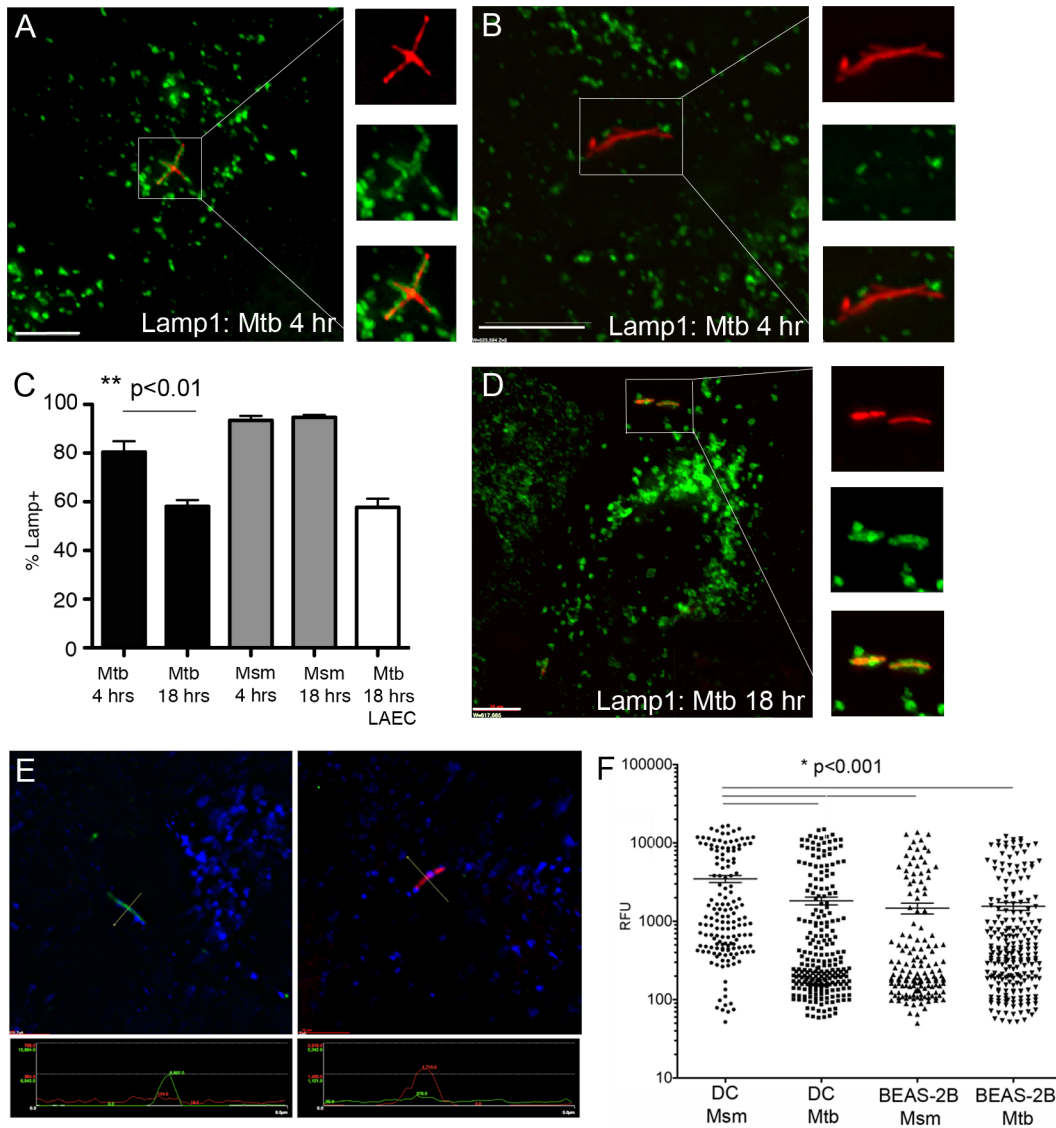 A
Lamp1: Mtb 4 hr
B
Lamp1: Mtb 4 hr
C
** p<0.01
% Lamp+
100
80
60
40
20
0
Mtb
4 hrs
Mtb
18 hrs
Msm
4 hrs
Msm
18 hrs
Mtb
18 hrs
LAEC
D
Lamp1: Mtb 18 hr
E
F
* p<0.001
RFU
100000
10000
1000
100
10
DC
Msm
DC
Mtb
BEAS-2B
Msm
BEAS-2B
Mtb